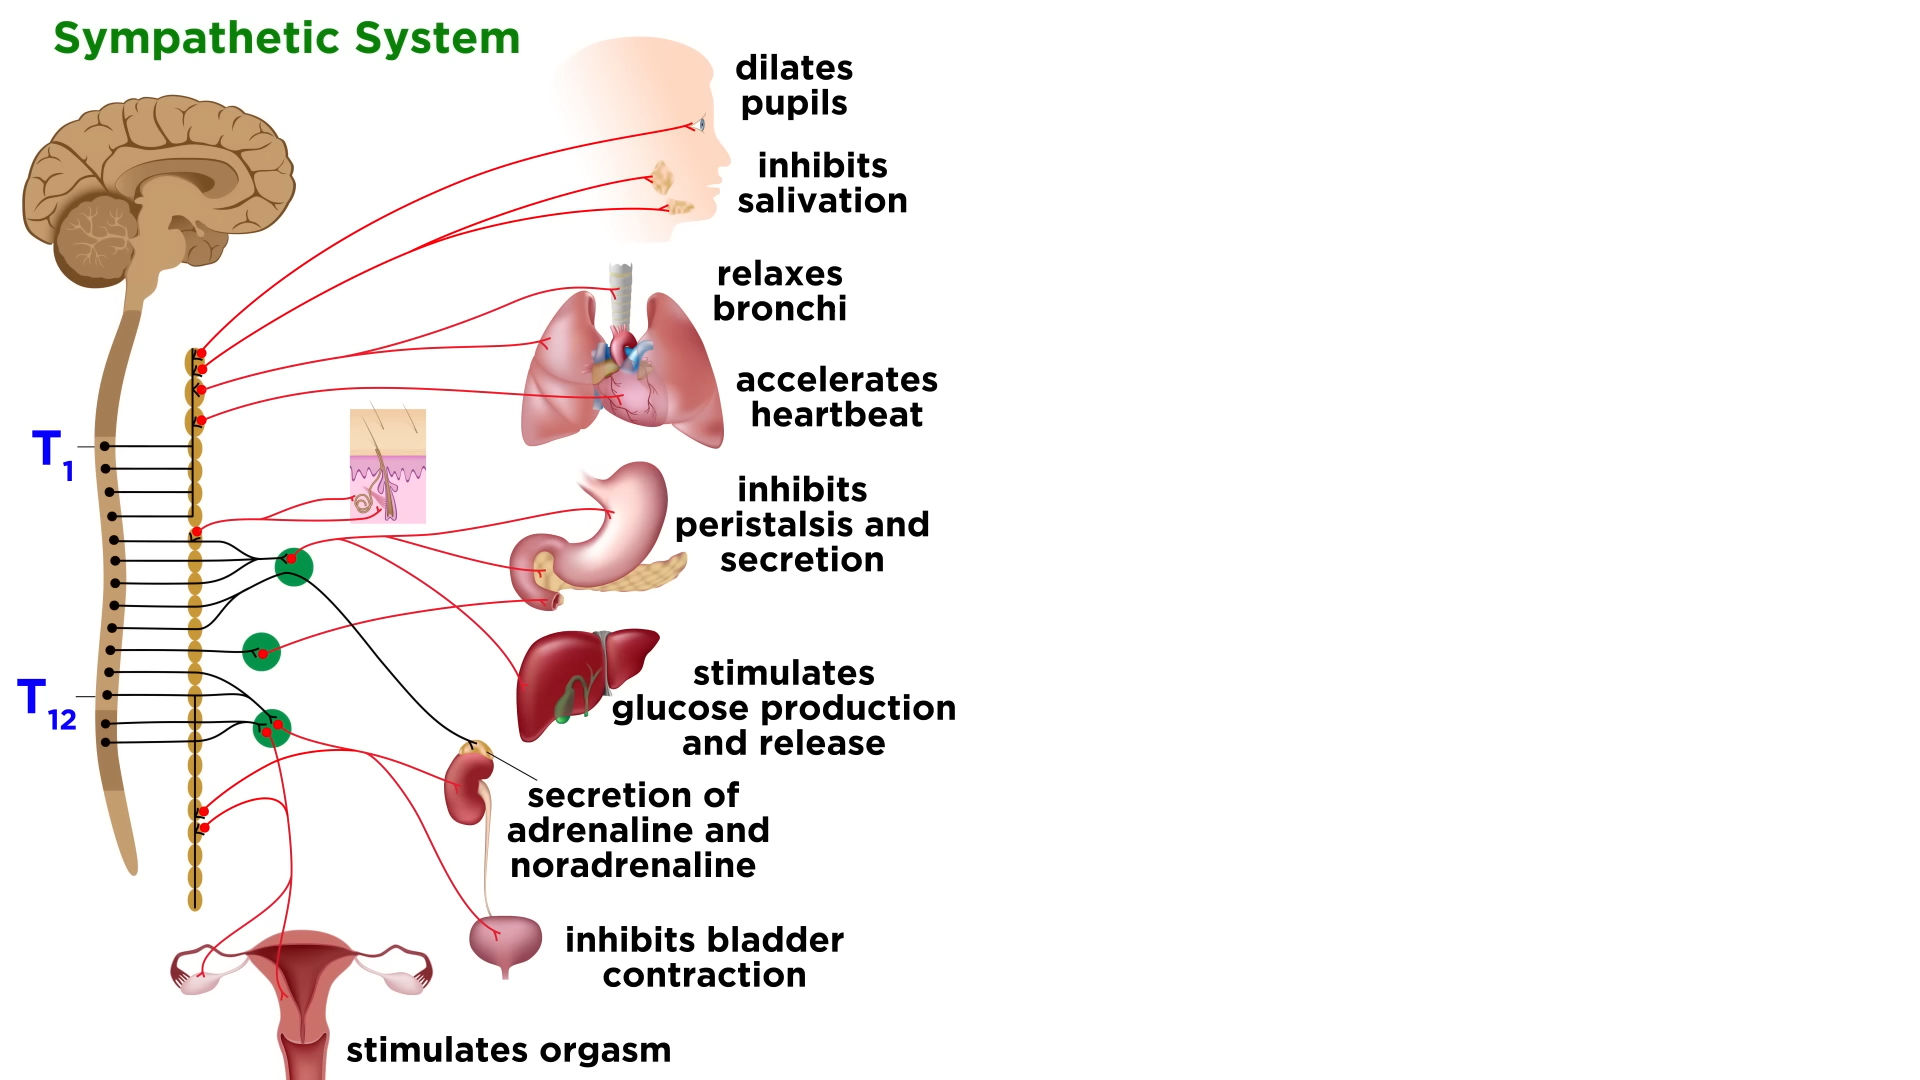 Sympathetic System
dilates
pupils
inhibits
salivation
relaxes
bronchi
accelerates
heartbeat
T1
inhibits
peristalsis and
secretion
T12
stimulates
glucose production
and release
secretion of
adrenaline and
noradrenaline
inhibits bladder
contraction
stimulates orgasm